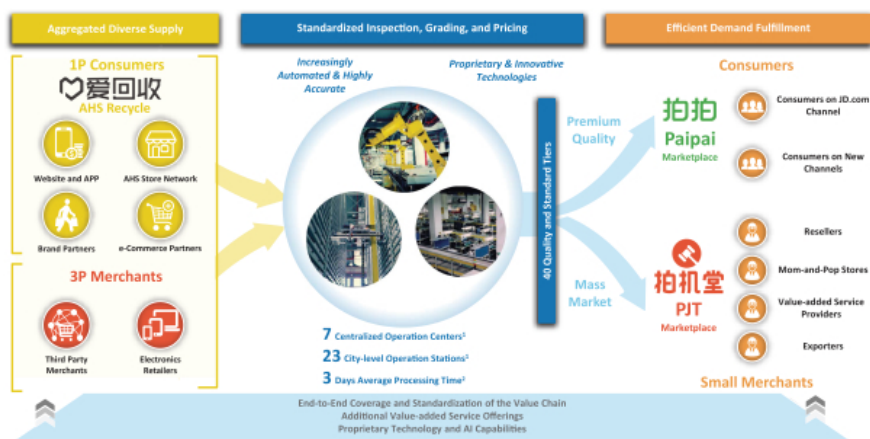 Aggregated Diverse Supply
Standardized Inspection, Grading, and Pricing
Efficient Demand Fulfillment
1P Consumers
爱回收
AHS Recycle
Website and APP
AHS Store Network
Brand Partners
e-Commerce Partners
3P Merchants
Third Party
Merchants
Electronics
Retailers
Increasingly
Automated & Highly
Accurate
Proprietary & Innovative
Technologies
7 Centralized Operation Centers¹
23 City-level Operation Stations¹
3 Days Average Processing Time²
40 Quality and Standard Tiers
Premium
Quality
Mass
Market
Consumers
拍拍
Paipai
Marketplace
Consumers on JD.com
Channel
Consumers on New
Channels
拍机堂
PJT
Marketplace
Resellers
Mom-and-Pop Stores
Value-added Service
Providers
Exporters
Small Merchants
End-to-End Coverage and Standardization of the Value Chain
Additional Value-added Service Offerings
Proprietary Technology and AI Capabilities